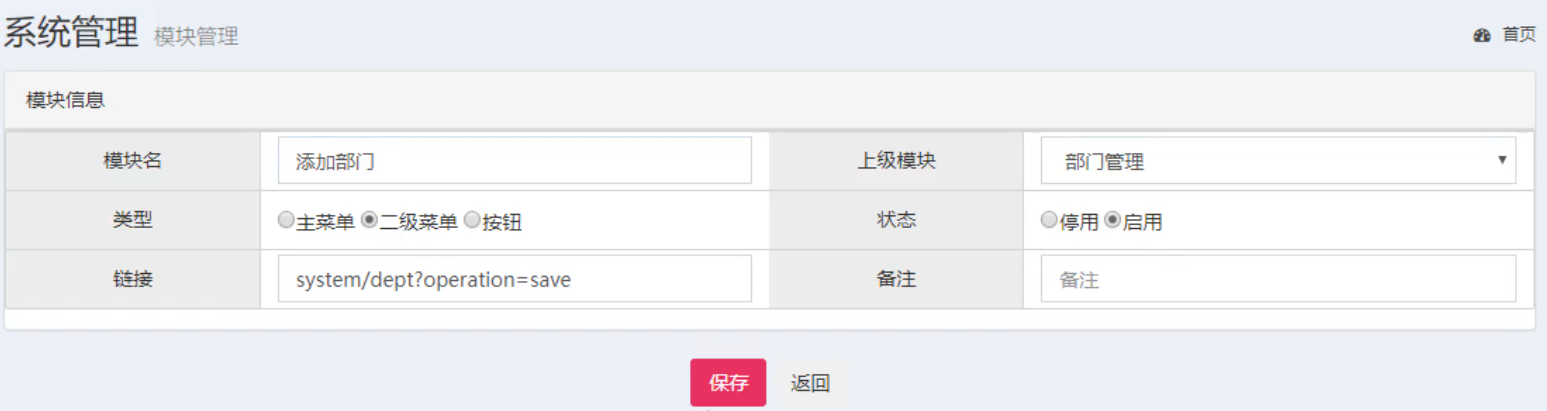 系统管理 模块管理 首页
模块信息
模块名 添加部门 上级模块 部门管理
类型 主菜单 二级菜单 按钮 状态 停用 启用
链接 system/dept?operation=save 备注 备注
保存 返回